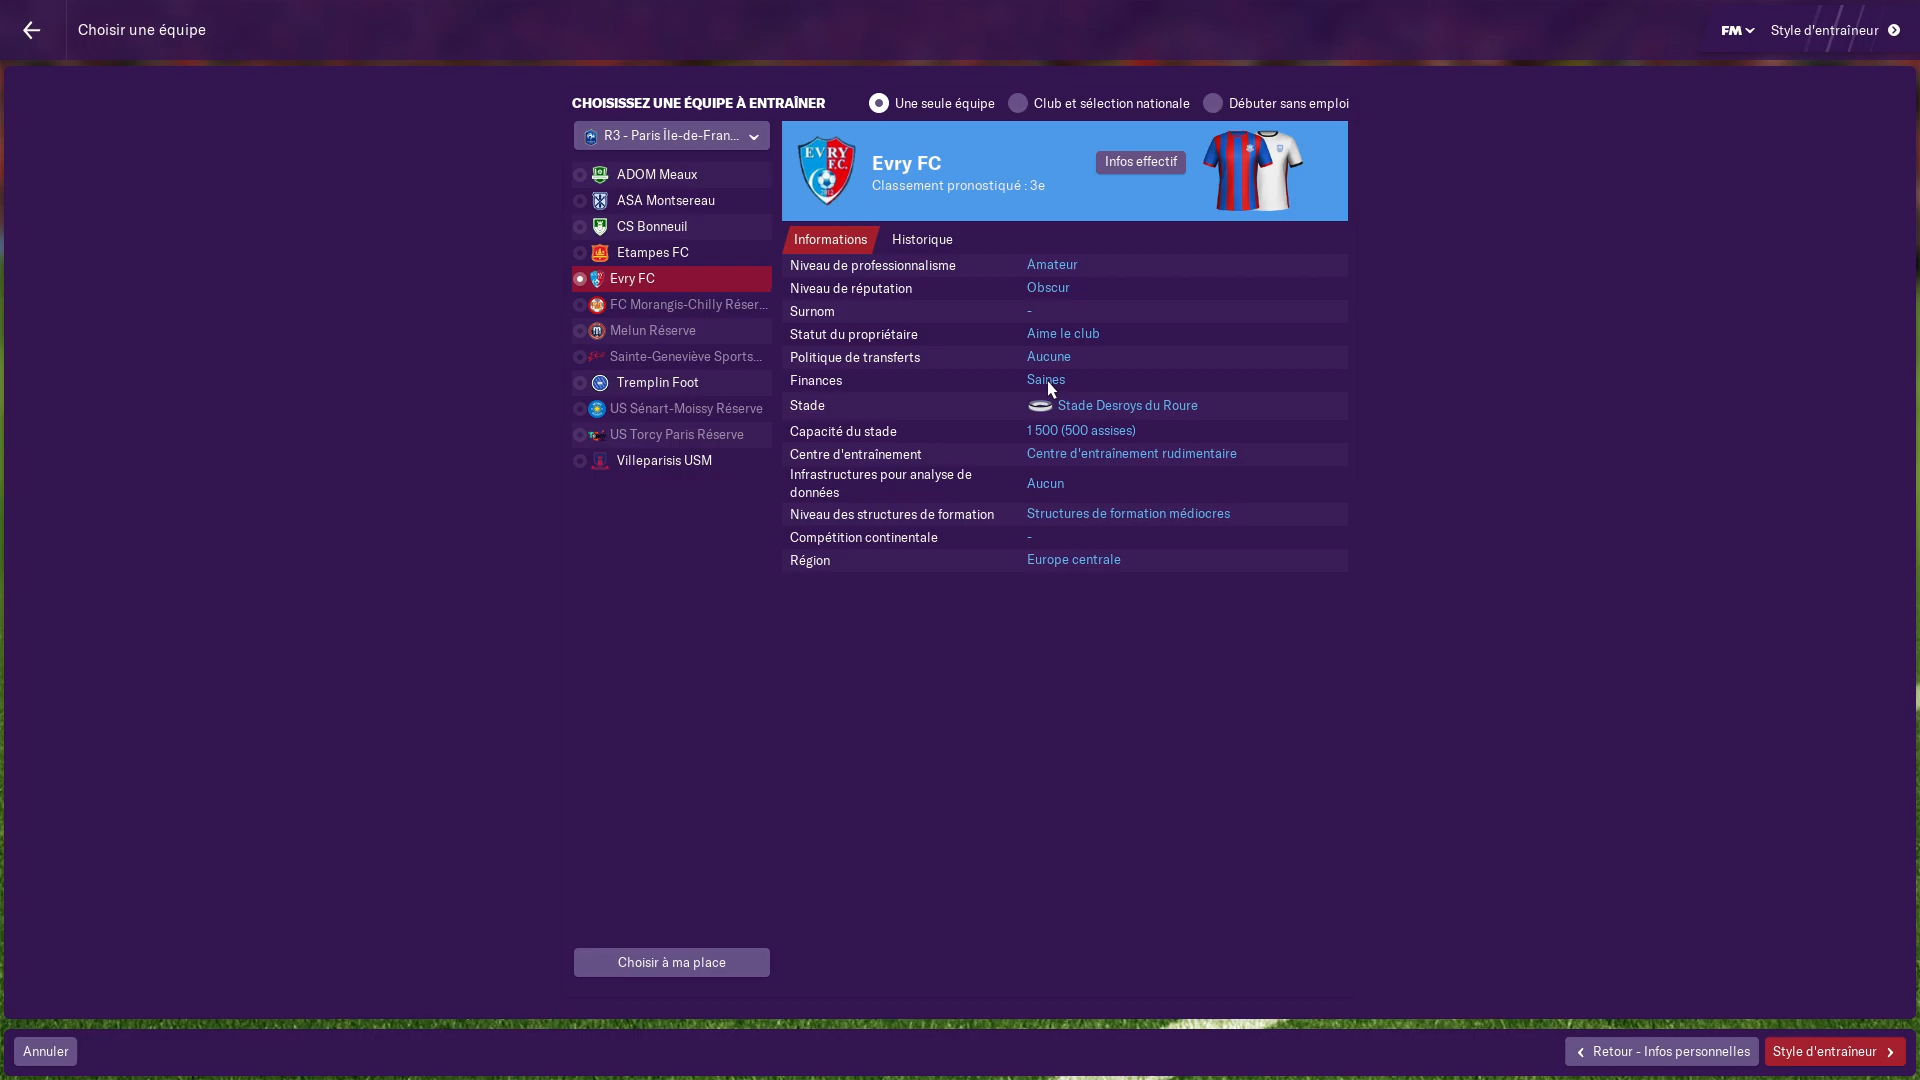 Choisir une équipe
FM
Style d'entraîneur
CHOISISSEZ UNE ÉQUIPE À ENTRAÎNER
Une seule équipe
Club et sélection nationale
Débuter sans emploi
R3 - Paris Île-de-Fran...
ADOM Meaux
ASA Montsereau
CS Bonneuil
Etampes FC
Evry FC
FC Morangis-Chilly Réser...
Melun Réserve
Sainte-Geneviève Sports...
Tremplin Foot
US Sénart-Moissy Réserve
US Torcy Paris Réserve
Villeparisis USM
Choisir à ma place
EVRY
F.C.
2012
Evry FC
Classement pronostiqué : 3e
Infos effectif
Informations
Historique
Niveau de professionnalisme
Amateur
Niveau de réputation
Obscur
Surnom
-
Statut du propriétaire
Aime le club
Politique de transferts
Aucune
Finances
Saines
Stade
Stade Desroys du Roure
Capacité du stade
1 500 (500 assises)
Centre d'entraînement
Centre d'entraînement rudimentaire
Infrastructures pour analyse de
données
Aucun
Niveau des structures de formation
Structures de formation médiocres
Compétition continentale
-
Région
Europe centrale
Annuler
Retour - Infos personnelles
Style d'entraîneur